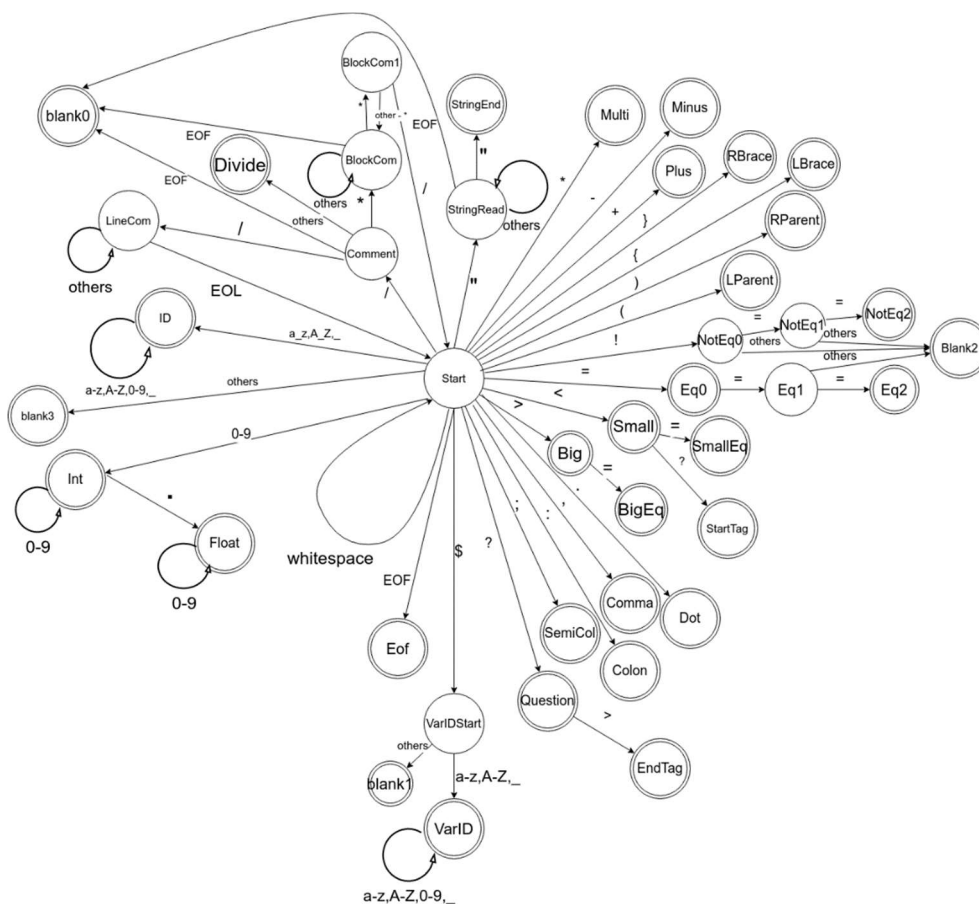 BlockCom1
blank0
*
other - *
EOF
StringEnd
Multi
Minus
EOF
Divide
BlockCom
"
Plus
RBrace
LBrace
EOF
others
*
/
StringRead
*
-
+
}
RParent
LineCom
/
others
Comment
others
{
)
LParent
others
EOL
/
"
(
!
NotEq0
=
NotEq1
=
NotEq2
ID
a_z,A_Z,_
others
others
others
Blank2
Start
=
Eq0
=
Eq1
=
Eq2
a-z,A-Z,0-9,_
others
blank3
>
<
Small
=
SmallEq
0-9
Big
=
?
Int
.
.
BigEq
StartTag
;
:
,
0-9
Float
whitespace
$
?
0-9
EOF
Comma
Dot
Eof
SemiCol
Colon
Question
VarIDStart
>
others
EndTag
blank1
a-z,A-Z,_
VarID
a-z,A-Z,0-9,_